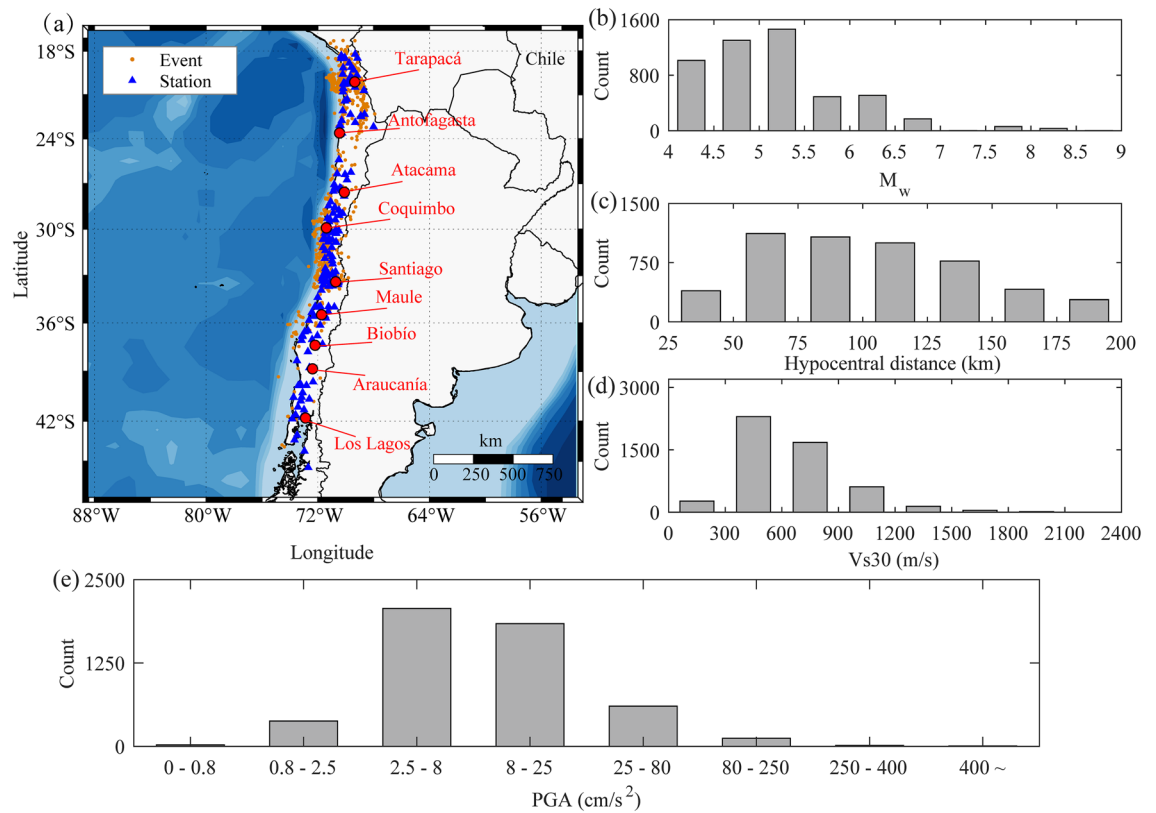 (a)
18°S
24°S
30°S
36°S
42°S
Latitude
Event
Station
Chile
Tarapacá
Antofagasta
Atacama
Coquimbo
Santiago
Maule
Biobío
Araucanía
Los Lagos
km
0 250 500 750
88°W 80°W 72°W 64°W 56°W
Longitude
(b)
1600
800
0
Count
4 4.5 5 5.5 6 6.5 7 7.5 8 8.5 9
Mw
(c)
1500
750
0
Count
25 50 75 100 125 150 175 200
Hypocentral distance (km)
(d)
3000
1500
0
Count
0 300 600 900 1200 1500 1800 2100 2400
Vs30 (m/s)
(e)
2500
1250
0
Count
0 - 0.8 0.8 - 2.5 2.5 - 8 8 - 25 25 - 80 80 - 250 250 - 400 400 ~
PGA (cm/s²)